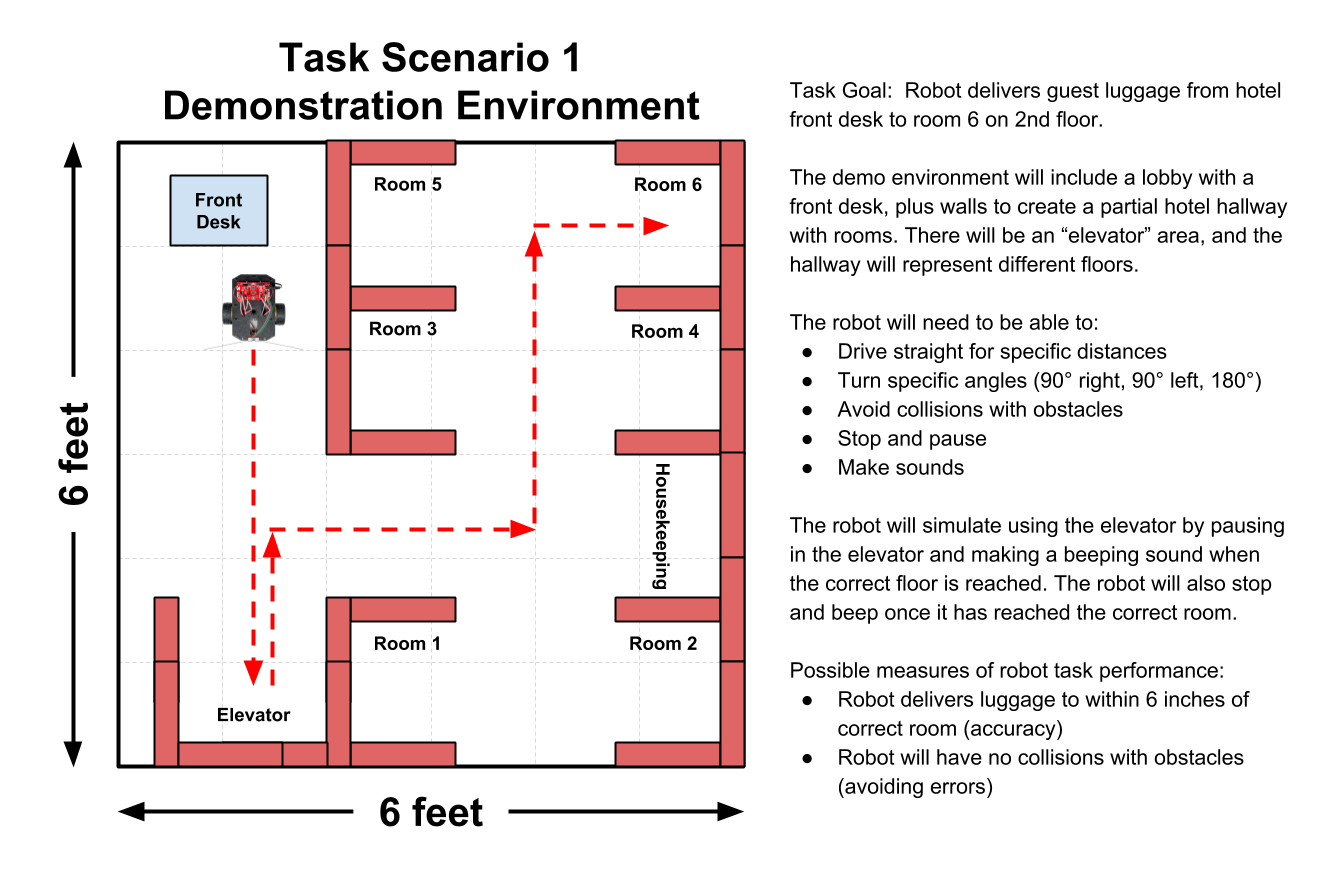 Task Scenario 1
Demonstration Environment
Front
Desk
Room 5
Room 6
Room 3
Room 4
Housekeeping
Room 1
Room 2
Elevator
6 feet
6 feet
Task Goal:  Robot delivers guest luggage from hotel
front desk to room 6 on 2nd floor.
The demo environment will include a lobby with a
front desk, plus walls to create a partial hotel hallway
with rooms. There will be an “elevator” area, and the
hallway will represent different floors.
The robot will need to be able to:
● Drive straight for specific distances
● Turn specific angles (90° right, 90° left, 180°)
● Avoid collisions with obstacles
● Stop and pause
● Make sounds
The robot will simulate using the elevator by pausing
in the elevator and making a beeping sound when
the correct floor is reached. The robot will also stop
and beep once it has reached the correct room.
Possible measures of robot task performance:
● Robot delivers luggage to within 6 inches of
correct room (accuracy)
● Robot will have no collisions with obstacles
(avoiding errors)